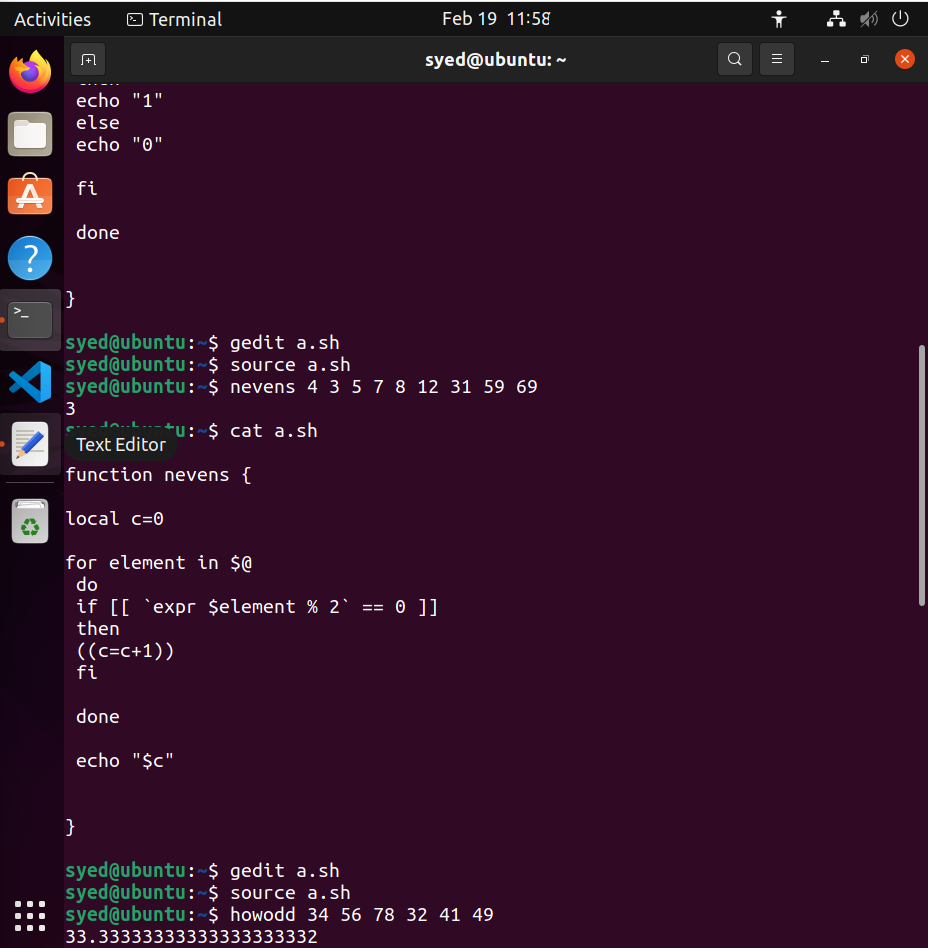 Activities Terminal Feb 19 11:58
syed@ubuntu: ~
echo "1"
else
echo "0"
fi
done
}
syed@ubuntu:~$ gedit a.sh
syed@ubuntu:~$ source a.sh
syed@ubuntu:~$ nevens 4 3 5 7 8 12 31 59 69
3
u:~$ cat a.sh
Text Editor
function nevens {
local c=0
for element in $@
do
if [[ `expr $element % 2` == 0 ]]
then
((c=c+1))
fi
done
echo "$c"
}
syed@ubuntu:~$ gedit a.sh
syed@ubuntu:~$ source a.sh
syed@ubuntu:~$ howodd 34 56 78 32 41 49
33.33333333333333333332